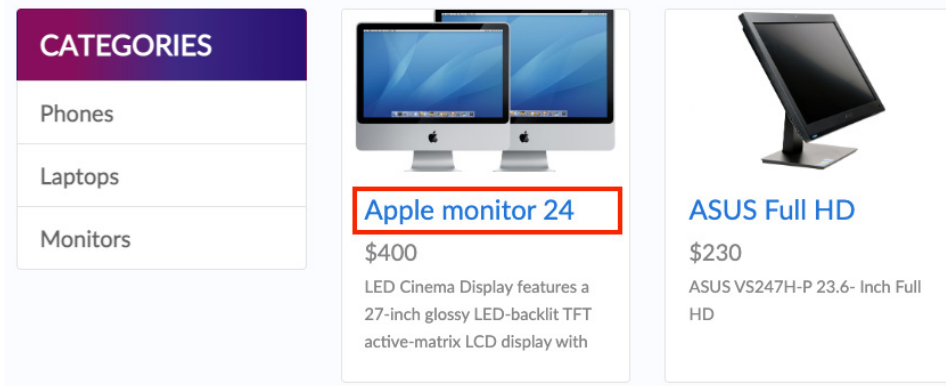 CATEGORIES
Phones
Laptops
Monitors
Apple monitor 24
$400
LED Cinema Display features a
27-inch glossy LED-backlit TFT
active-matrix LCD display with
ASUS Full HD
$230
ASUS VS247H-P 23.6- Inch Full
HD